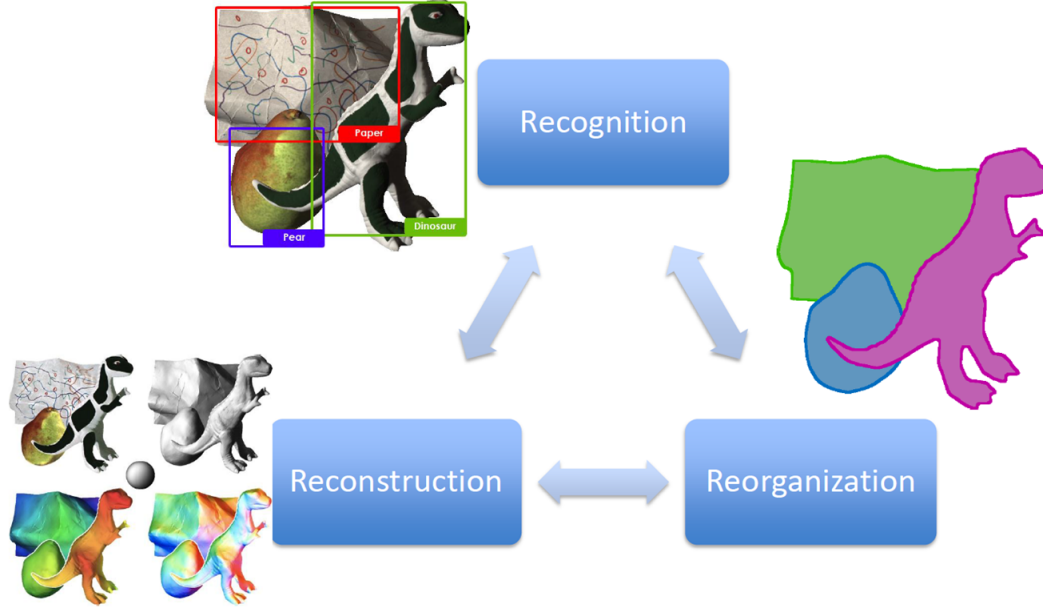 Recognition
Paper
Dinosaur
Pear
Reconstruction
Reorganization